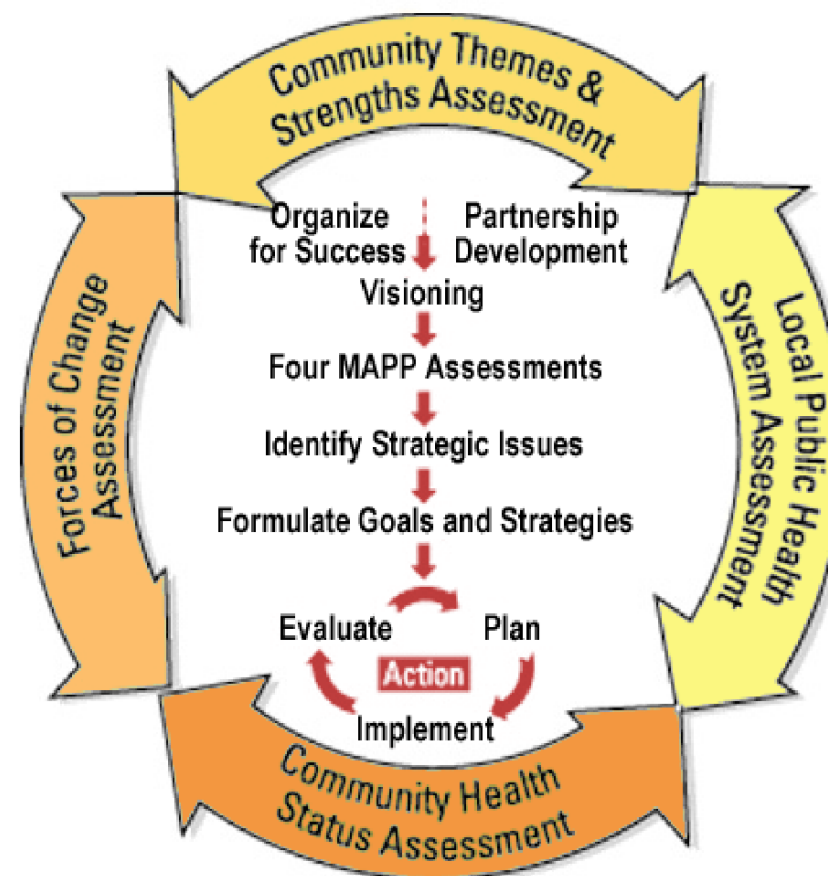 Community Themes &
Strengths Assessment
Organize
for Success
Partnership
Development
Visioning
Four MAPP Assessments
Identify Strategic Issues
Formulate Goals and Strategies
Evaluate
Plan
Action
Implement
Forces of Change
Assessment
Local Public Health
System Assessment
Community Health
Status Assessment